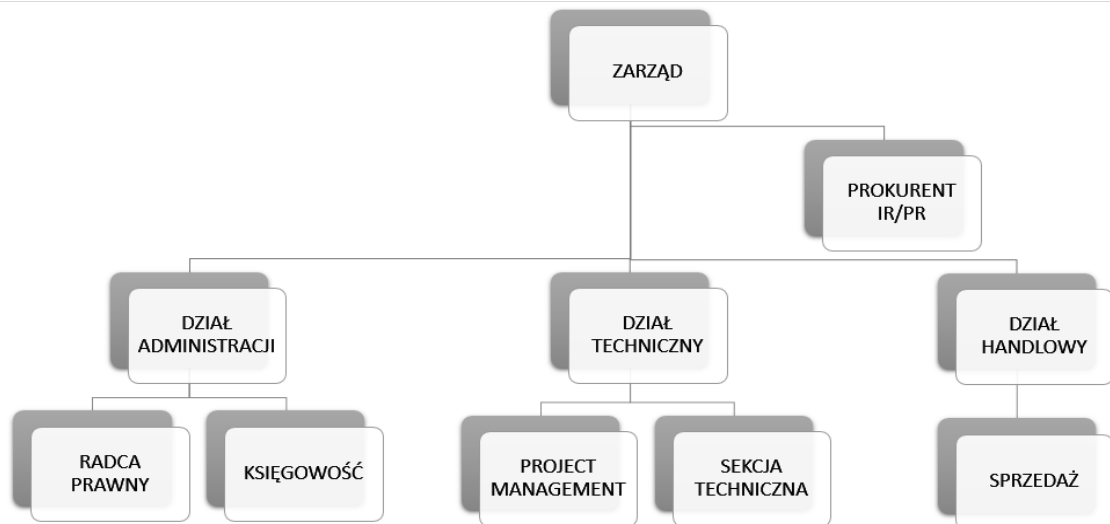 ZARZĄD
PROKURENT
IR/PR
DZIAŁ
ADMINISTRACJI
DZIAŁ
TECHNICZNY
DZIAŁ
HANDLOWY
RADCA
PRAWNY
KSIĘGOWOŚĆ
PROJECT
MANAGEMENT
SEKCJA
TECHNICZNA
SPRZEDAŻ